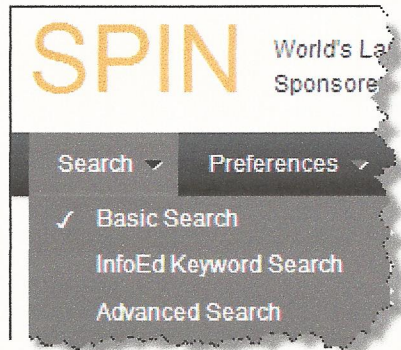 SPIN
World's La
Sponsore
Search Preferences
✓ Basic Search
InfoEd Keyword Search
Advanced Search